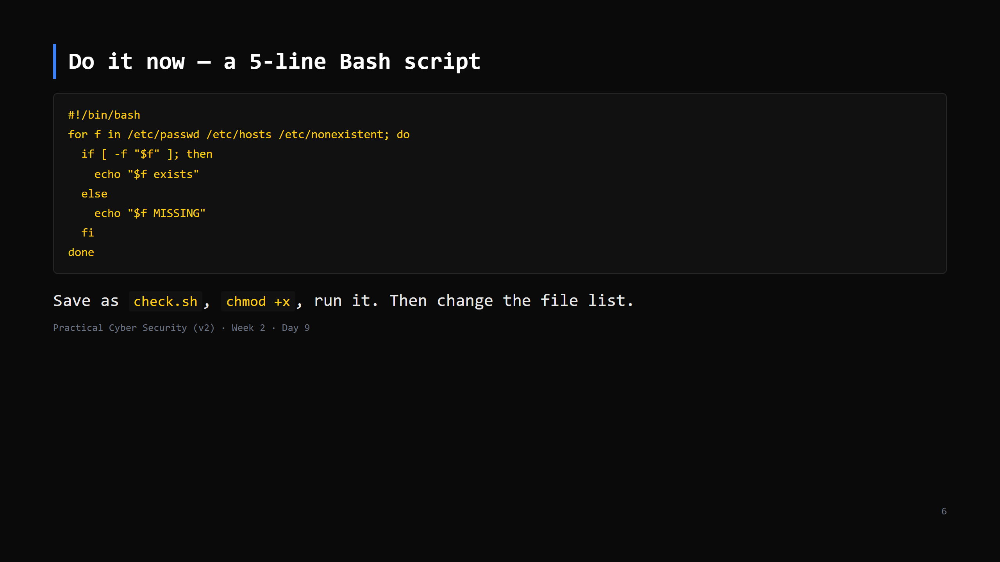 Do it now — a 5-line Bash script
#!/bin/bash
for f in /etc/passwd /etc/hosts /etc/nonexistent; do
  if [ -f "$f" ]; then
    echo "$f exists"
  else
    echo "$f MISSING"
  fi
done
Save as check.sh, chmod +x, run it. Then change the file list.
Practical Cyber Security (v2) · Week 2 · Day 9
6